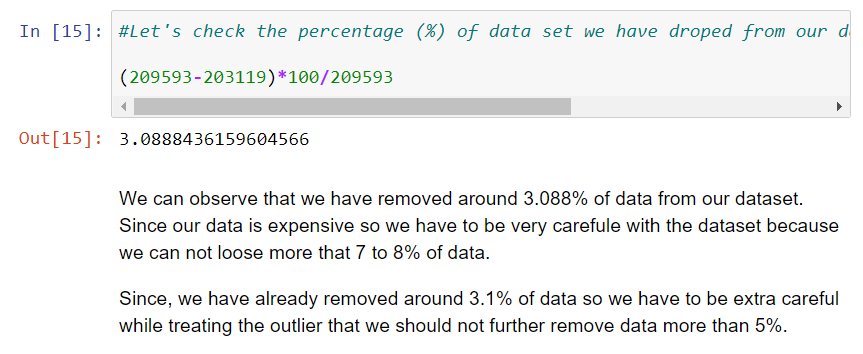 In [15]: #Let's check the percentage (%) of data set we have droped from our d
(209593-203119)*100/209593
Out[15]: 3.0888436159604566
We can observe that we have removed around 3.088% of data from our dataset.
Since our data is expensive so we have to be very carefule with the dataset because
we can not loose more that 7 to 8% of data.
Since, we have already removed around 3.1% of data so we have to be extra careful
while treating the outlier that we should not further remove data more than 5%.